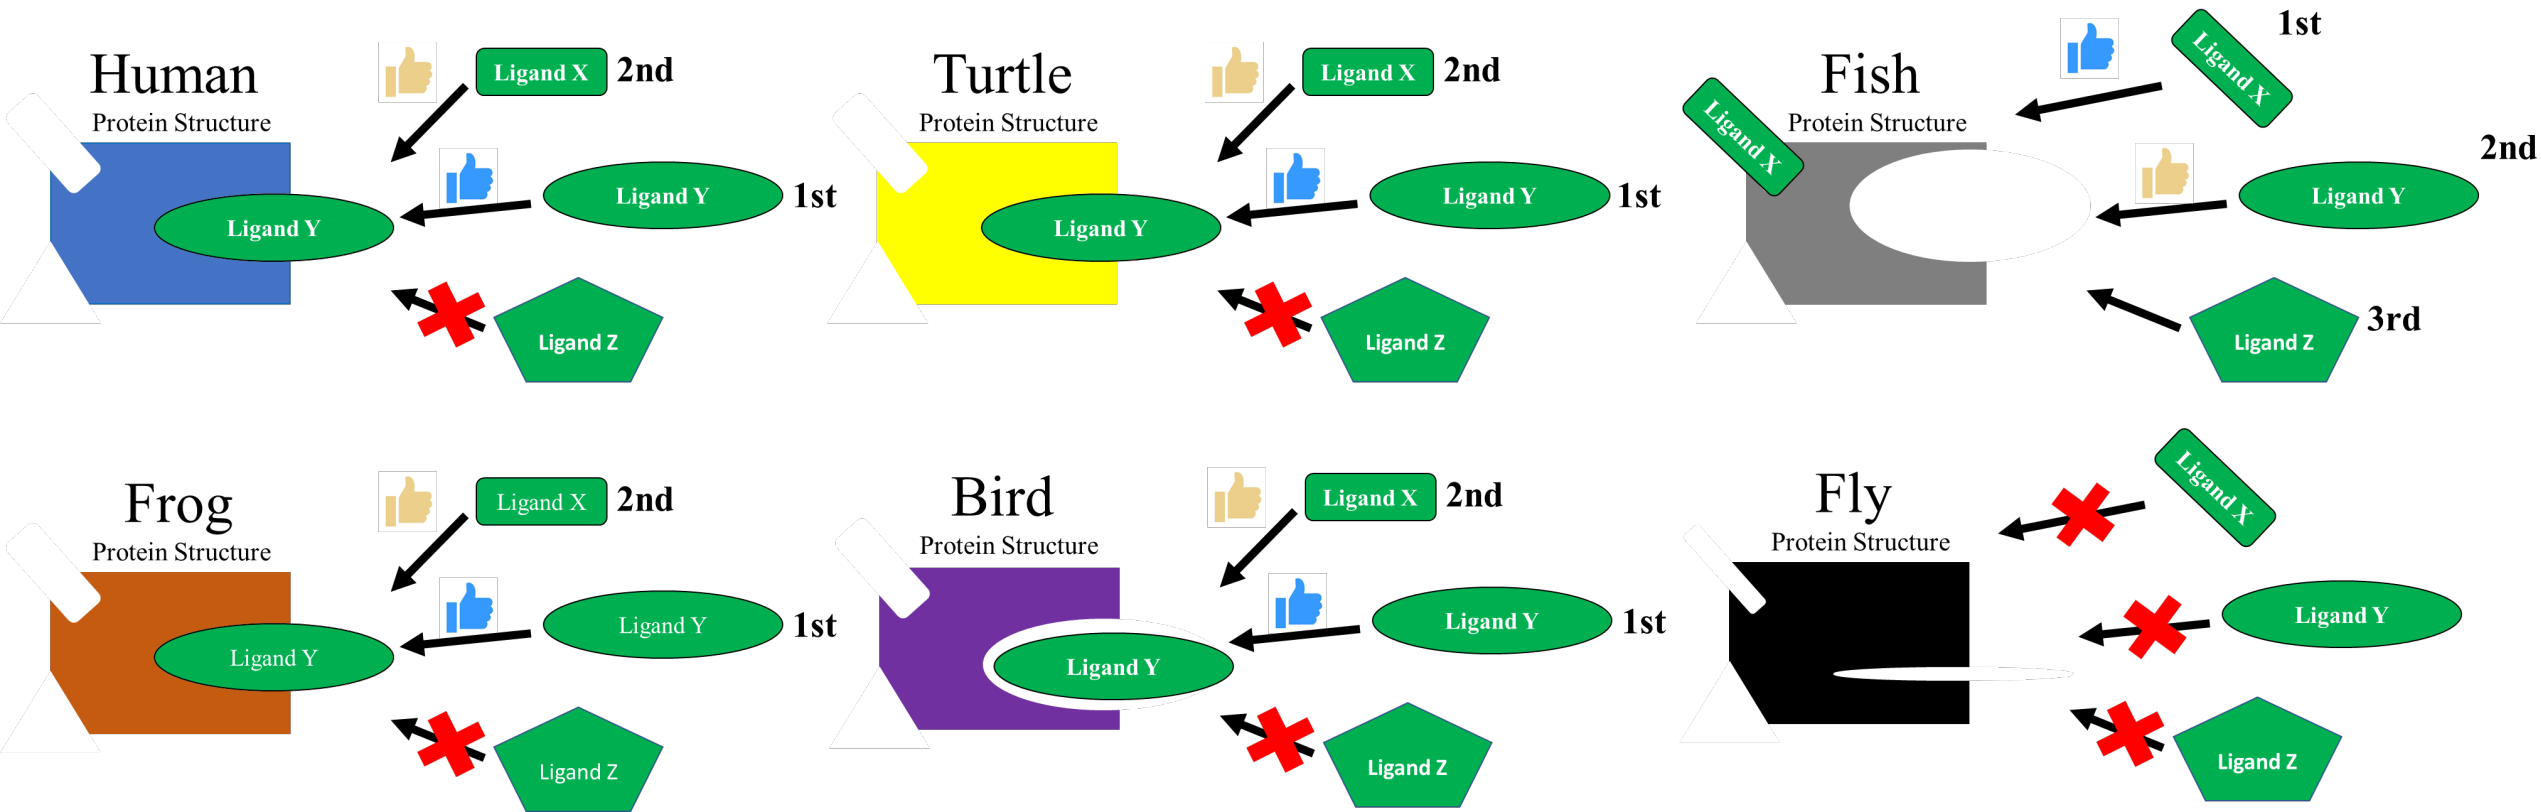 Human
Protein Structure
Ligand X
2nd
Ligand Y
1st
Ligand Y
Ligand Z
Turtle
Protein Structure
Ligand X
2nd
Ligand Y
1st
Ligand Y
Ligand Z
Fish
Protein Structure
Ligand X
1st
Ligand X
Ligand Y
2nd
Ligand Z
3rd
Frog
Protein Structure
Ligand X
2nd
Ligand Y
1st
Ligand Y
Ligand Z
Bird
Protein Structure
Ligand X
2nd
Ligand Y
1st
Ligand Y
Ligand Z
Fly
Protein Structure
Ligand X
Ligand Y
Ligand Z